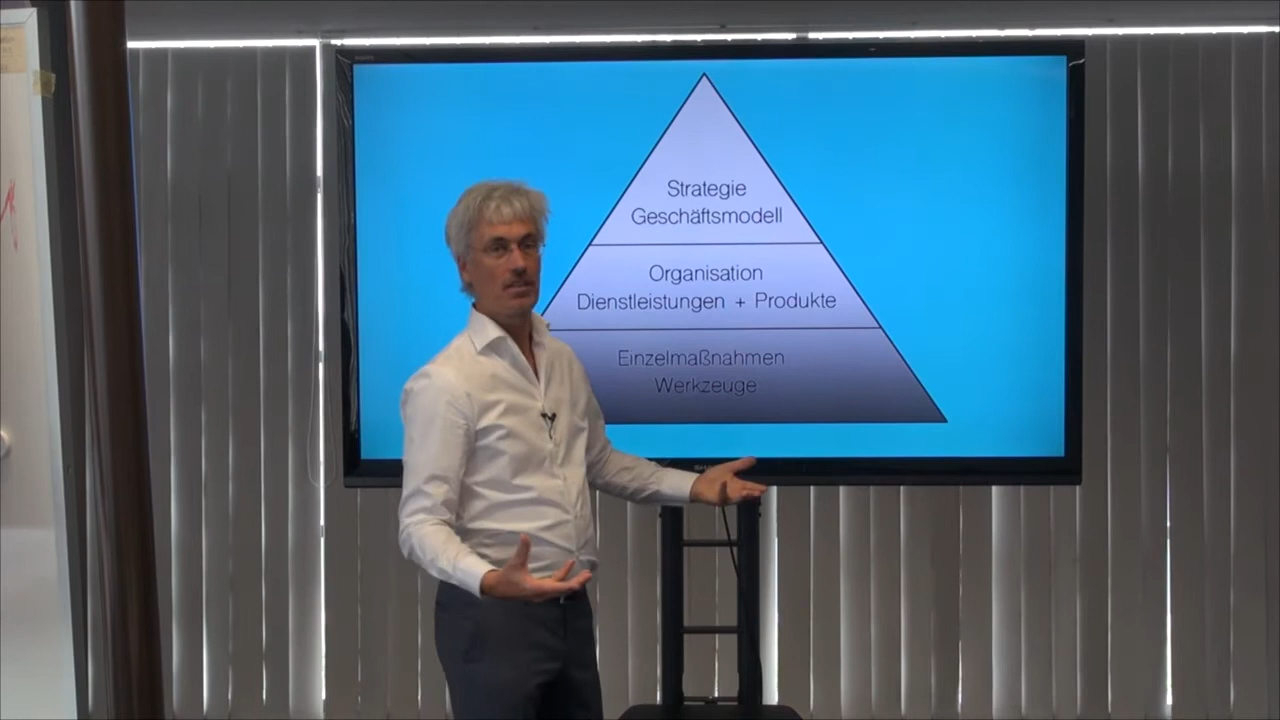 Strategie
Geschäftsmodell
Organisation
Dienstleistungen + Produkte
Einzelmaßnahmen
Werkzeuge